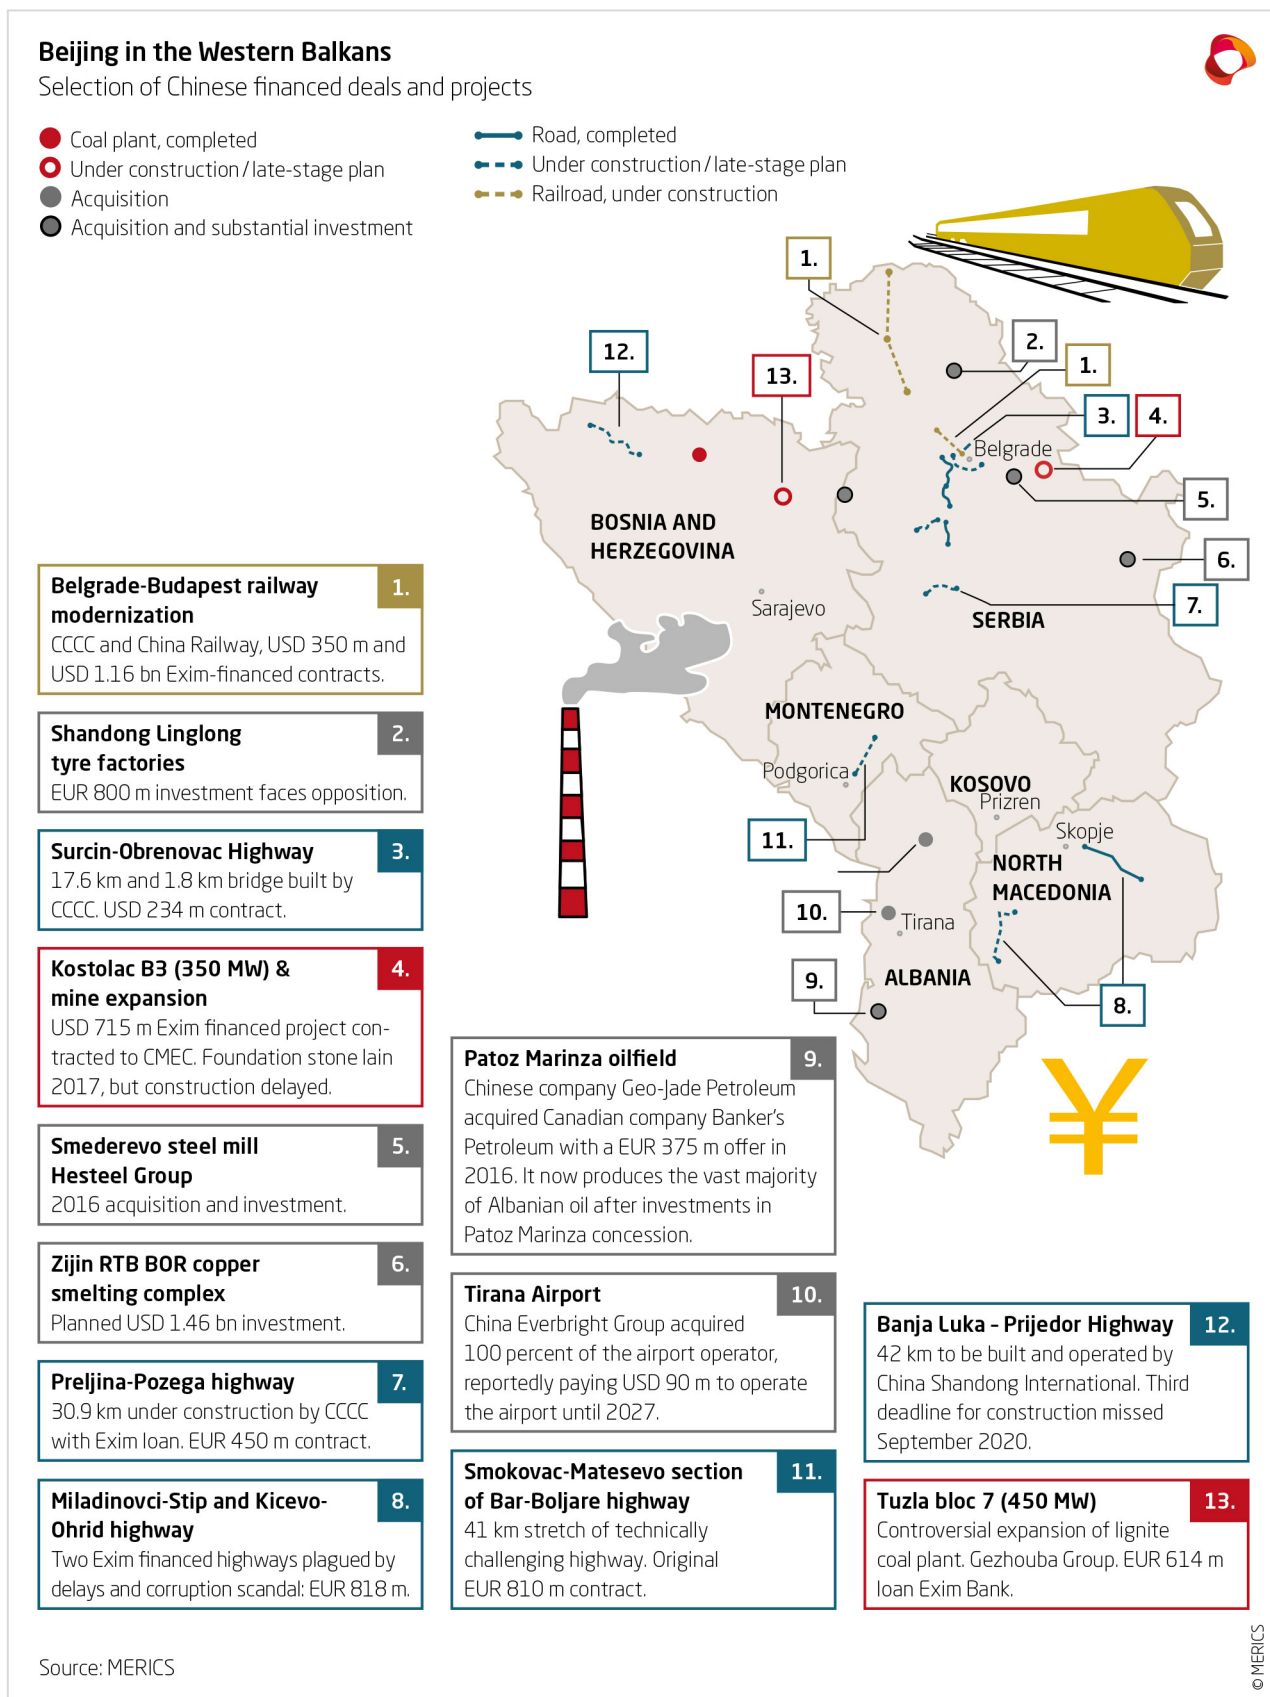 Beijing in the Western Balkans
Selection of Chinese financed deals and projects
Coal plant, completed
Under construction/late-stage plan
Acquisition
Acquisition and substantial investment
Road, completed
Under construction/late-stage plan
Railroad, under construction
1.
2.
12.
13.
1.
3.
4.
Belgrade
5.
BOSNIA AND
HERZEGOVINA
6.
Sarajevo
7.
SERBIA
MONTENEGRO
Podgorica
KOSOVO
Prizren
Skopje
11.
NORTH
MACEDONIA
10.
Tirana
ALBANIA
9.
8.
Belgrade-Budapest railway 1.
modernization
CCCC and China Railway, USD 350 m and
USD 1.16 bn Exim-financed contracts.
Shandong Linglong 2.
tyre factories
EUR 800 m investment faces opposition.
Surcin-Obrenovac Highway 3.
17.6 km and 1.8 km bridge built by
CCCC. USD 234 m contract.
Kostolac B3 (350 MW) & 4.
mine expansion
USD 715 m Exim financed project con-
tracted to CMEC. Foundation stone lain
2017, but construction delayed.
Smederevo steel mill 5.
Hesteel Group
2016 acquisition and investment.
Zijin RTB BOR copper 6.
smelting complex
Planned USD 1.46 bn investment.
Preljina-Pozega highway 7.
30.9 km under construction by CCCC
with Exim loan. EUR 450 m contract.
Miladinovci-Stip and Kicevo- 8.
Ohrid highway
Two Exim financed highways plagued by
delays and corruption scandal: EUR 818 m.
Patoz Marinza oilfield 9.
Chinese company Geo-Jade Petroleum
acquired Canadian company Banker's
Petroleum with a EUR 375 m offer in
2016. It now produces the vast majority
of Albanian oil after investments in
Patoz Marinza concession.
Tirana Airport 10.
China Everbright Group acquired
100 percent of the airport operator,
reportedly paying USD 90 m to operate
the airport until 2027.
Smokovac-Matesevo section 11.
of Bar-Boljare highway
41 km stretch of technically
challenging highway. Original
EUR 810 m contract.
¥
Banja Luka – Prijedor Highway 12.
42 km to be built and operated by
China Shandong International. Third
deadline for construction missed
September 2020.
Tuzla bloc 7 (450 MW) 13.
Controversial expansion of lignite
coal plant. Gezhouba Group. EUR 614 m
loan Exim Bank.
Source: MERICS
© MERICS